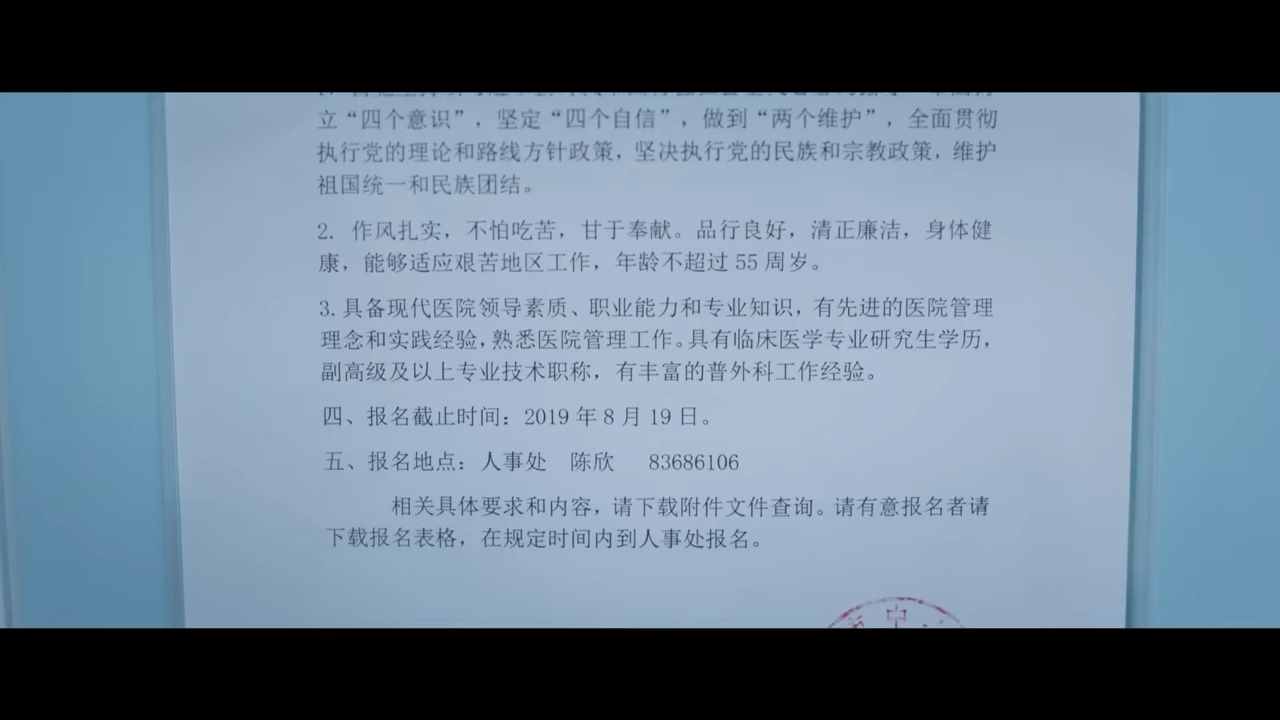 立“四个意识”，坚定“四个自信”，做到“两个维护”，全面贯彻
执行党的理论和路线方针政策，坚决执行党的民族和宗教政策，维护
祖国统一和民族团结。
2. 作风扎实，不怕吃苦，甘于奉献。品行良好，清正廉洁，身体健
康，能够适应艰苦地区工作，年龄不超过 55 周岁。
3.具备现代医院领导素质、职业能力和专业知识，有先进的医院管理
理念和实践经验，熟悉医院管理工作。具有临床医学专业研究生学历，
副高级及以上专业技术职称，有丰富的普外科工作经验。
四、报名截止时间：2019 年 8 月 19 日。
五、报名地点：人事处 陈欣 83686106
相关具体要求和内容，请下载附件文件查询。请有意报名者请
下载报名表格，在规定时间内到人事处报名。